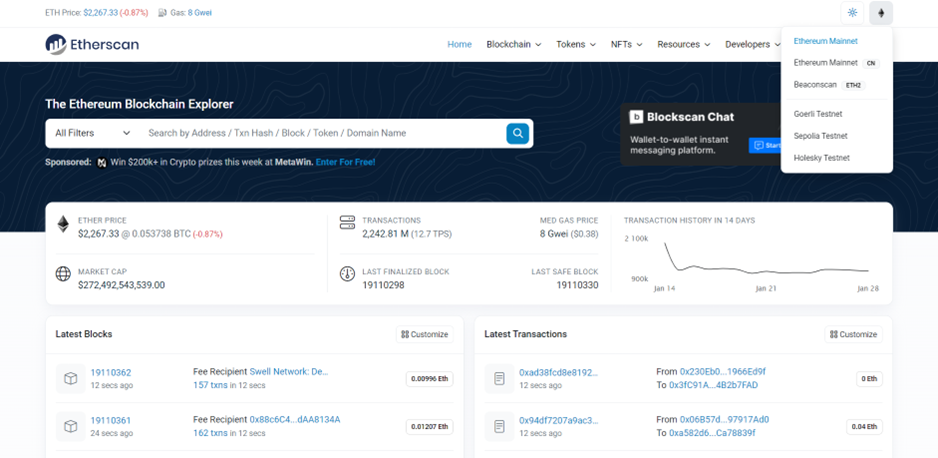 ETH Price: $2,267.33 (-0.87%) Gas: 8 Gwei
Etherscan
Home Blockchain Tokens NFTs Resources Developers
Ethereum Mainnet
Ethereum Mainnet CN
Beaconscan ETH2
Goerli Testnet
Sepolia Testnet
Holesky Testnet
The Ethereum Blockchain Explorer
All Filters Search by Address / Txn Hash / Block / Token / Domain Name
Sponsored: Win $200k+ in Crypto prizes this week at MetaWin. Enter For Free!
b Blockscan Chat
Wallet-to-wallet instant
messaging platform.
Start
ETHER PRICE
$2,267.33 @ 0.053738 BTC (-0.87%)
MARKET CAP
$272,492,543,539.00
TRANSACTIONS MED GAS PRICE
2,242.81 M (12.7 TPS) 8 Gwei ($0.38)
LAST FINALIZED BLOCK LAST SAFE BLOCK
19110298 19110330
TRANSACTION HISTORY IN 14 DAYS
2 100k
900k
Jan 14 Jan 21 Jan 28
Latest Blocks Customize
19110362 Fee Recipient Swell Network: De...
12 secs ago 157 txns in 12 secs 0.00996 Eth
19110361 Fee Recipient 0x88c6C4...dAA8134A
24 secs ago 162 txns in 12 secs 0.01207 Eth
Latest Transactions Customize
0xad38fcd8e8192... From 0x230Eb0...1966Ed9f
12 secs ago To 0x3fC91A...4B2b7FAD 0 Eth
0x94df7207a9ac3... From 0x06B57d...97917Ad0
12 secs ago To 0xa582d6...Ca78839f 0.04 Eth